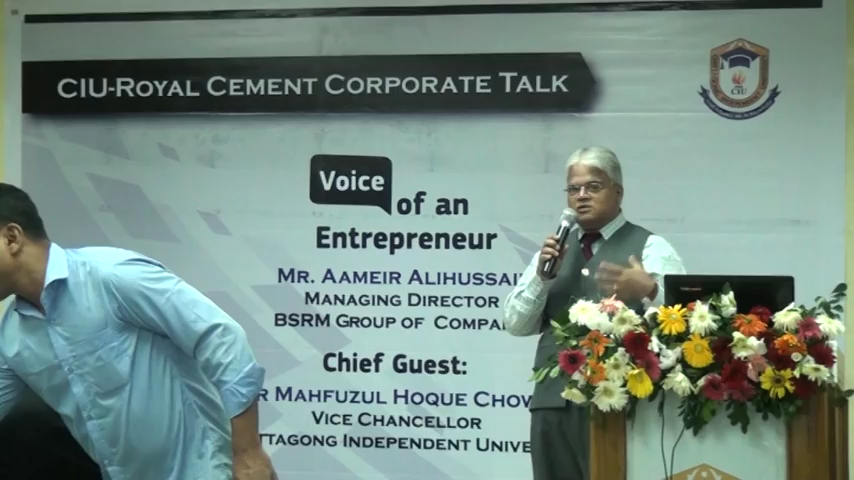 CIU-Royal Cement Corporate Talk
CIU
Voice
of an
Entrepreneur
Mr. Aameir Alihussai
Managing Director
BSRM Group of Compa
Chief Guest:
r Mahfuzul Hoque Chow
Vice Chancellor
ttagong Independent Unive